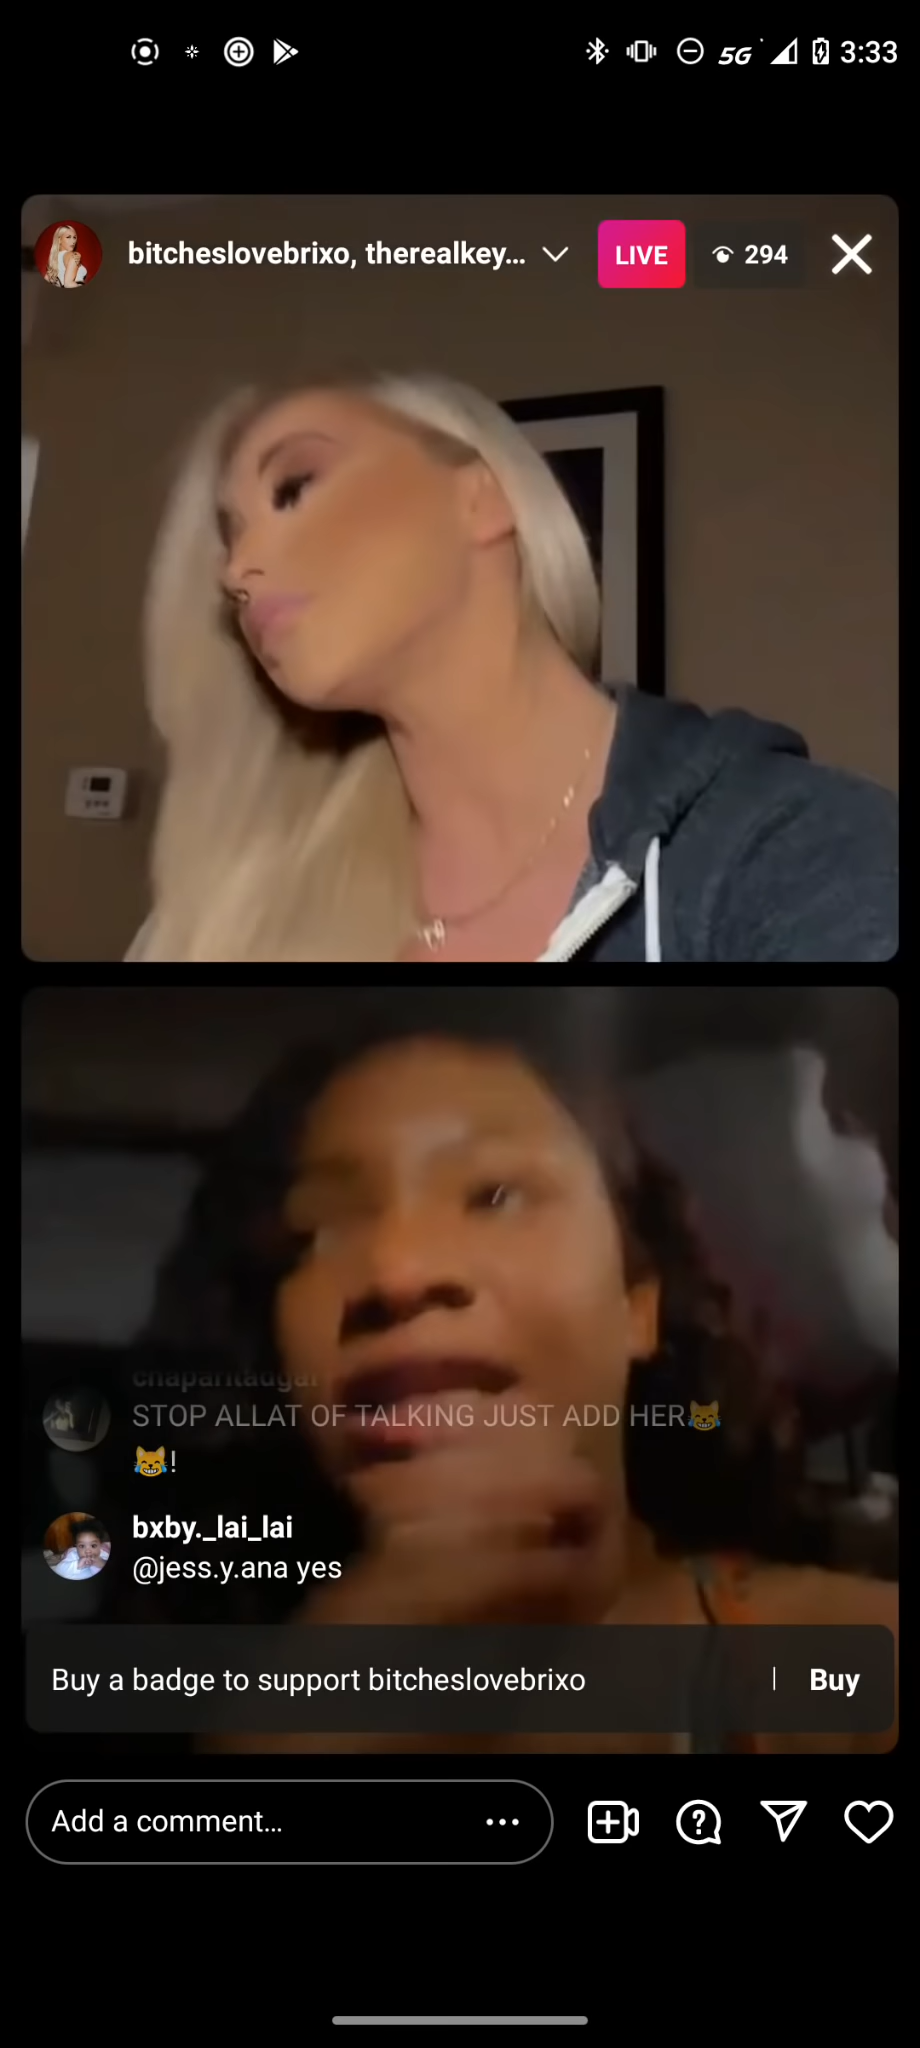 5G 3:33
bitcheslovebrixo, therealkey... LIVE 294
chaparitadgal
STOP ALLAT OF TALKING JUST ADD HER😹
😹!
bxby._lai_lai
@jess.y.ana yes
Buy a badge to support bitcheslovebrixo | Buy
Add a comment...